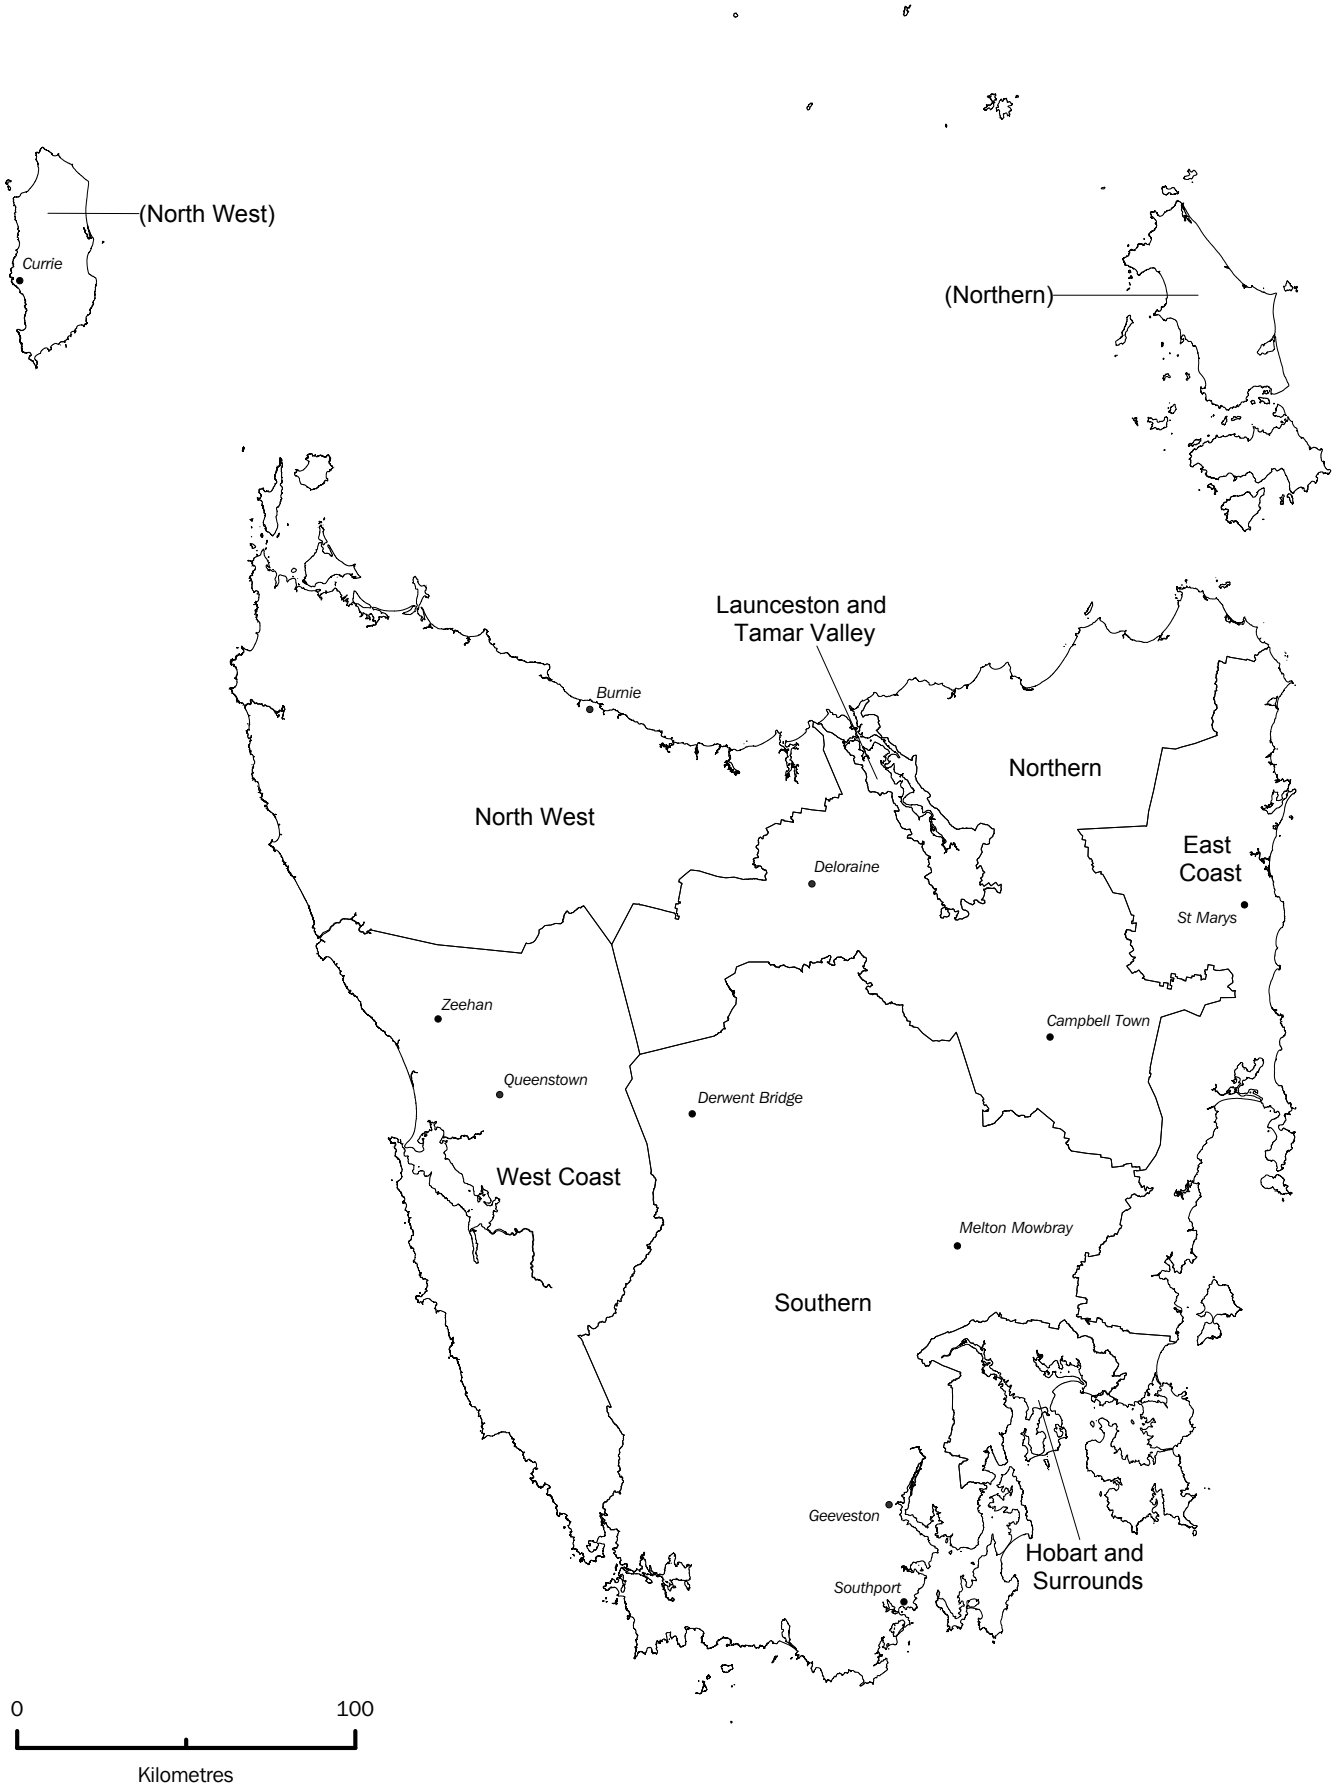 (North West)
Currie
(Northern)
Launceston and
Tamar Valley
Burnie
Northern
North West
East
Coast
Deloraine
St Marys
Zeehan
Campbell Town
Queenstown
Derwent Bridge
West Coast
Melton Mowbray
Southern
Geeveston
Hobart and
Surrounds
Southport
0 100
Kilometres